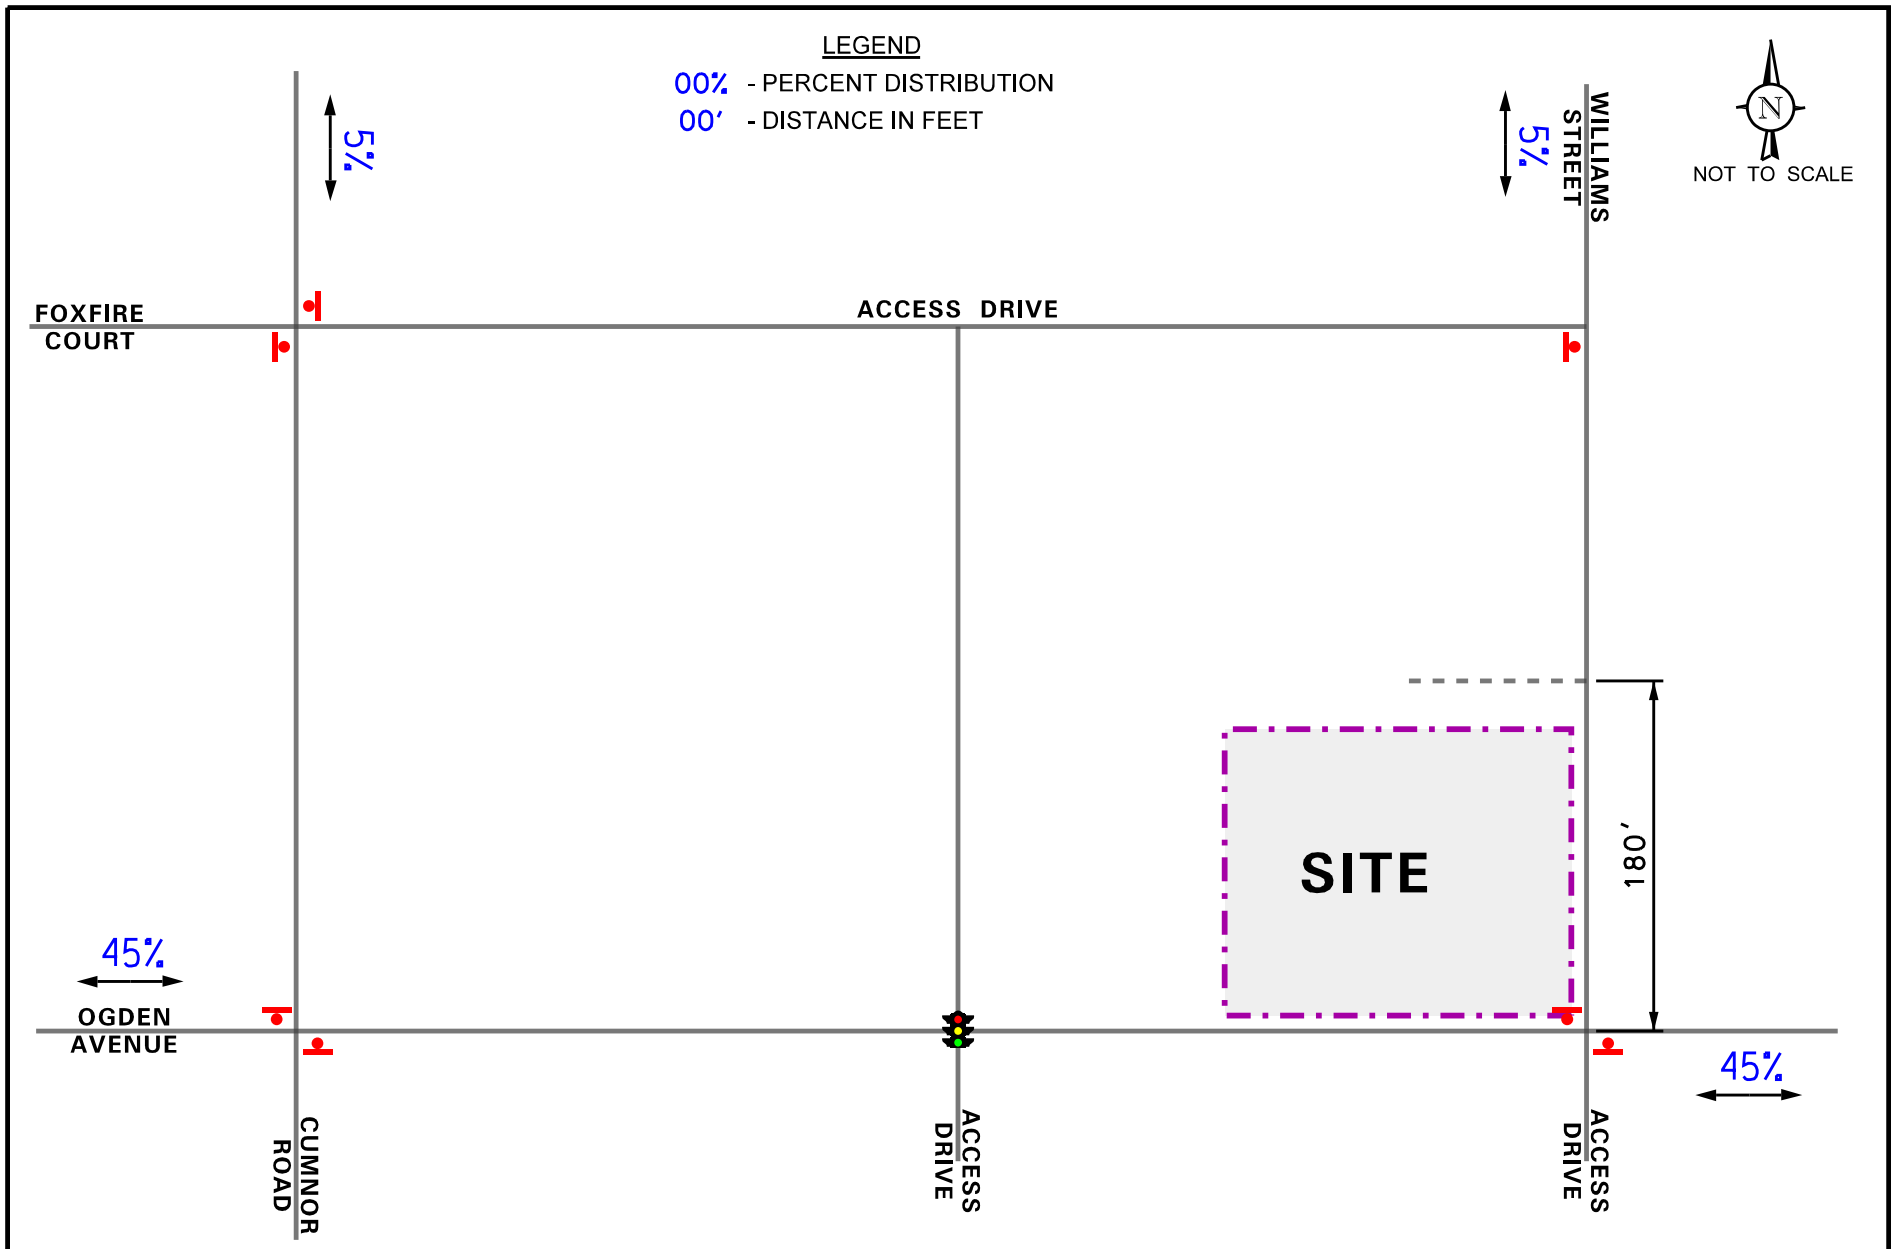 LEGEND
00% - PERCENT DISTRIBUTION
00' - DISTANCE IN FEET
5%
5%
WILLIAMS
STREET
N
NOT TO SCALE
FOXFIRE
COURT
ACCESS DRIVE
SITE
180'
45%
OGDEN
AVENUE
45%
CUMNOR
ROAD
ACCESS
DRIVE
ACCESS
DRIVE